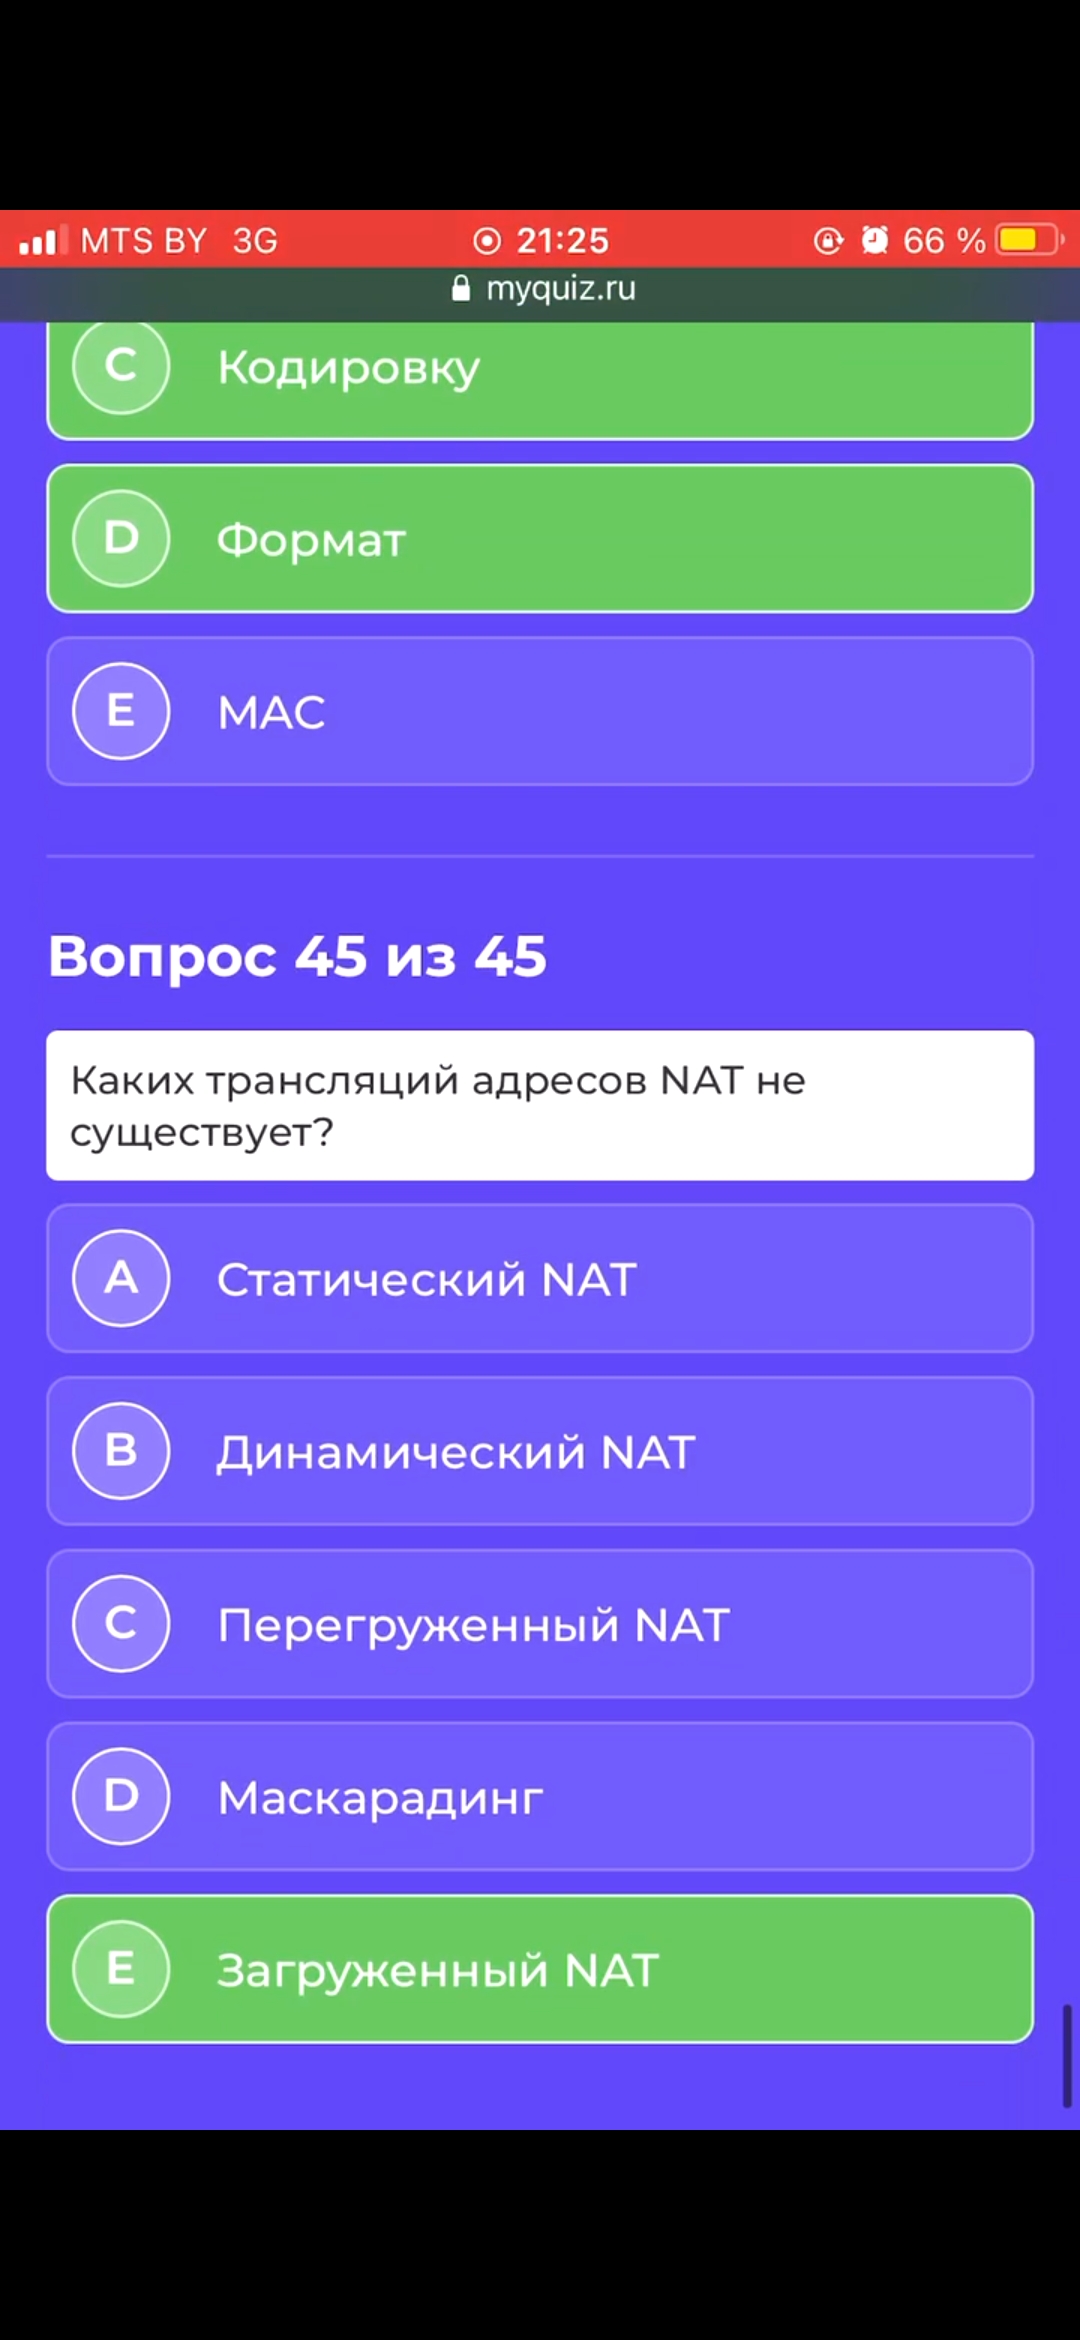 MTS BY 3G 21:25 66 %
myquiz.ru
C Кодировку
D Формат
E MAC
Вопрос 45 из 45
Каких трансляций адресов NAT не
существует?
A Статический NAT
B Динамический NAT
C Перегруженный NAT
D Маскарадинг
E Загруженный NAT